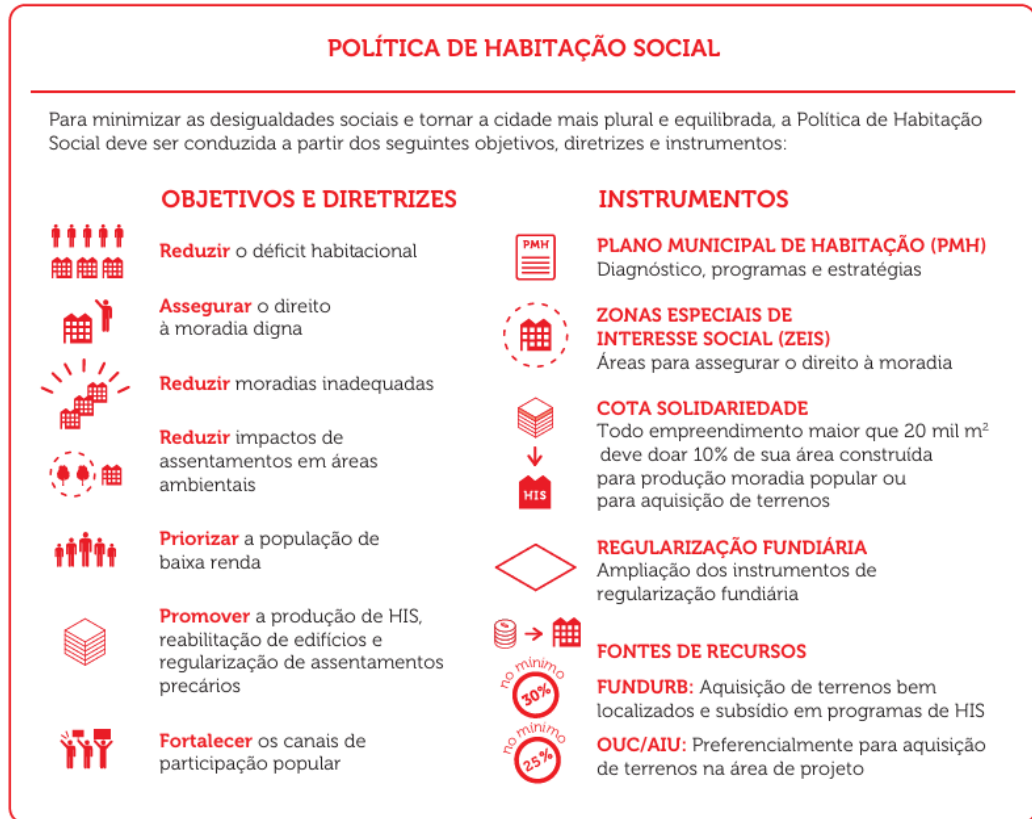 POLÍTICA DE HABITAÇÃO SOCIAL
Para minimizar as desigualdades sociais e tornar a cidade mais plural e equilibrada, a Política de Habitação
Social deve ser conduzida a partir dos seguintes objetivos, diretrizes e instrumentos:
OBJETIVOS E DIRETRIZES
Reduzir o déficit habitacional
Assegurar o direito
à moradia digna
Reduzir moradias inadequadas
Reduzir impactos de
assentamentos em áreas
ambientais
Priorizar a população de
baixa renda
Promover a produção de HIS,
reabilitação de edifícios e
regularização de assentamentos
precários
Fortalecer os canais de
participação popular
INSTRUMENTOS
PMH
PLANO MUNICIPAL DE HABITAÇÃO (PMH)
Diagnóstico, programas e estratégias
ZONAS ESPECIAIS DE
INTERESSE SOCIAL (ZEIS)
Áreas para assegurar o direito à moradia
COTA SOLIDARIEDADE
Todo empreendimento maior que 20 mil m²
deve doar 10% de sua área construída
para produção moradia popular ou
para aquisição de terrenos
HIS
REGULARIZAÇÃO FUNDIÁRIA
Ampliação dos instrumentos de
regularização fundiária
FONTES DE RECURSOS
no mínimo
30%
FUNDURB: Aquisição de terrenos bem
localizados e subsídio em programas de HIS
no mínimo
25%
OUC/AIU: Preferencialmente para aquisição
de terrenos na área de projeto